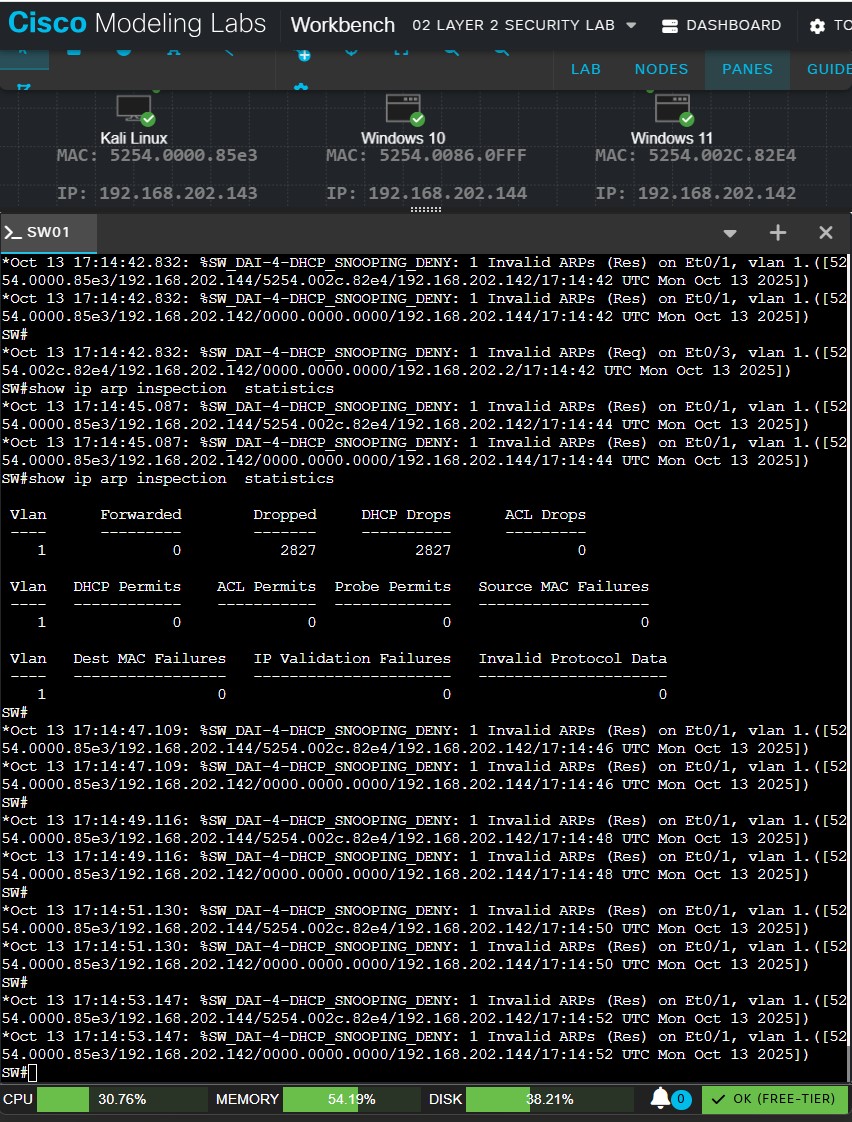 Cisco Modeling Labs Workbench 02 LAYER 2 SECURITY LAB DASHBOARD TO
LAB NODES PANES GUIDE
Kali Linux Windows 10 Windows 11
MAC: 5254.0000.85e3 MAC: 5254.0086.0FFF MAC: 5254.002C.82E4
IP: 192.168.202.143 IP: 192.168.202.144 IP: 192.168.202.142
SW01
*Oct 13 17:14:42.832: %SW_DAI-4-DHCP_SNOOPING_DENY: 1 Invalid ARPs (Res) on Et0/1, vlan 1.([52
54.0000.85e3/192.168.202.144/5254.002c.82e4/192.168.202.142/17:14:42 UTC Mon Oct 13 2025])
*Oct 13 17:14:42.832: %SW_DAI-4-DHCP_SNOOPING_DENY: 1 Invalid ARPs (Res) on Et0/1, vlan 1.([52
54.0000.85e3/192.168.202.142/0000.0000.0000/192.168.202.144/17:14:42 UTC Mon Oct 13 2025])
SW#
*Oct 13 17:14:42.832: %SW_DAI-4-DHCP_SNOOPING_DENY: 1 Invalid ARPs (Req) on Et0/3, vlan 1.([52
54.002c.82e4/192.168.202.142/0000.0000.0000/192.168.202.2/17:14:42 UTC Mon Oct 13 2025])
SW#show ip arp inspection  statistics
*Oct 13 17:14:45.087: %SW_DAI-4-DHCP_SNOOPING_DENY: 1 Invalid ARPs (Res) on Et0/1, vlan 1.([52
54.0000.85e3/192.168.202.144/5254.002c.82e4/192.168.202.142/17:14:44 UTC Mon Oct 13 2025])
*Oct 13 17:14:45.087: %SW_DAI-4-DHCP_SNOOPING_DENY: 1 Invalid ARPs (Res) on Et0/1, vlan 1.([52
54.0000.85e3/192.168.202.142/0000.0000.0000/192.168.202.144/17:14:44 UTC Mon Oct 13 2025])
SW#show ip arp inspection  statistics
Vlan Forwarded Dropped DHCP Drops ACL Drops
---- --------- ------- ---------- ---------
1 0 2827 2827 0
Vlan DHCP Permits ACL Permits Probe Permits Source MAC Failures
---- ------------ ----------- ------------- -------------------
1 0 0 0 0
Vlan Dest MAC Failures IP Validation Failures Invalid Protocol Data
---- ----------------- ---------------------- ---------------------
1 0 0 0
SW#
*Oct 13 17:14:47.109: %SW_DAI-4-DHCP_SNOOPING_DENY: 1 Invalid ARPs (Res) on Et0/1, vlan 1.([52
54.0000.85e3/192.168.202.144/5254.002c.82e4/192.168.202.142/17:14:46 UTC Mon Oct 13 2025])
*Oct 13 17:14:47.109: %SW_DAI-4-DHCP_SNOOPING_DENY: 1 Invalid ARPs (Res) on Et0/1, vlan 1.([52
54.0000.85e3/192.168.202.142/0000.0000.0000/192.168.202.144/17:14:46 UTC Mon Oct 13 2025])
SW#
*Oct 13 17:14:49.116: %SW_DAI-4-DHCP_SNOOPING_DENY: 1 Invalid ARPs (Res) on Et0/1, vlan 1.([52
54.0000.85e3/192.168.202.144/5254.002c.82e4/192.168.202.142/17:14:48 UTC Mon Oct 13 2025])
*Oct 13 17:14:49.116: %SW_DAI-4-DHCP_SNOOPING_DENY: 1 Invalid ARPs (Res) on Et0/1, vlan 1.([52
54.0000.85e3/192.168.202.142/0000.0000.0000/192.168.202.144/17:14:48 UTC Mon Oct 13 2025])
SW#
*Oct 13 17:14:51.130: %SW_DAI-4-DHCP_SNOOPING_DENY: 1 Invalid ARPs (Res) on Et0/1, vlan 1.([52
54.0000.85e3/192.168.202.144/5254.002c.82e4/192.168.202.142/17:14:50 UTC Mon Oct 13 2025])
*Oct 13 17:14:51.130: %SW_DAI-4-DHCP_SNOOPING_DENY: 1 Invalid ARPs (Res) on Et0/1, vlan 1.([52
54.0000.85e3/192.168.202.142/0000.0000.0000/192.168.202.144/17:14:50 UTC Mon Oct 13 2025])
SW#
*Oct 13 17:14:53.147: %SW_DAI-4-DHCP_SNOOPING_DENY: 1 Invalid ARPs (Res) on Et0/1, vlan 1.([52
54.0000.85e3/192.168.202.144/5254.002c.82e4/192.168.202.142/17:14:52 UTC Mon Oct 13 2025])
*Oct 13 17:14:53.147: %SW_DAI-4-DHCP_SNOOPING_DENY: 1 Invalid ARPs (Res) on Et0/1, vlan 1.([52
54.0000.85e3/192.168.202.142/0000.0000.0000/192.168.202.144/17:14:52 UTC Mon Oct 13 2025])
SW#
CPU 30.76% MEMORY 54.19% DISK 38.21% 0 OK (FREE-TIER)